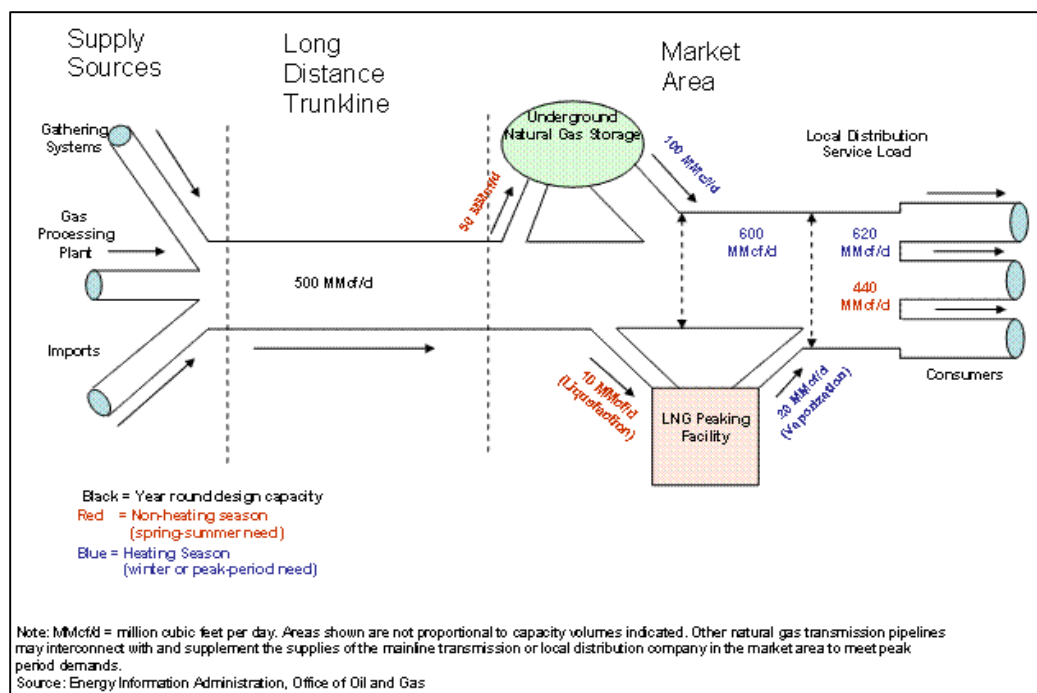 Supply
Sources
Long
Distance
Trunkline
Market
Area
Gathering
Systems
Gas
Processing
Plant
Imports
500 MMcf/d
50 MMcf/d
Underground
Natural Gas Storage
100 MMcf/d
Local Distribution
Service Load
600
MMcf/d
620
MMcf/d
440
MMcf/d
10 MMcf/d
(Liquefaction)
LNG Peaking
Facility
20 MMcf/d
(Vaporization)
Consumers
Black = Year round design capacity
Red = Non-heating season
(spring-summer need)
Blue = Heating Season
(winter or peak-period need)
Note: MMcf/d = million cubic feet per day. Areas shown are not proportional to capacity volumes indicated. Other natural gas transmission pipelines
may interconnect with and supplement the supplies of the mainline transmission or local distribution company in the market area to meet peak
period demands.
Source: Energy Information Administration, Office of Oil and Gas